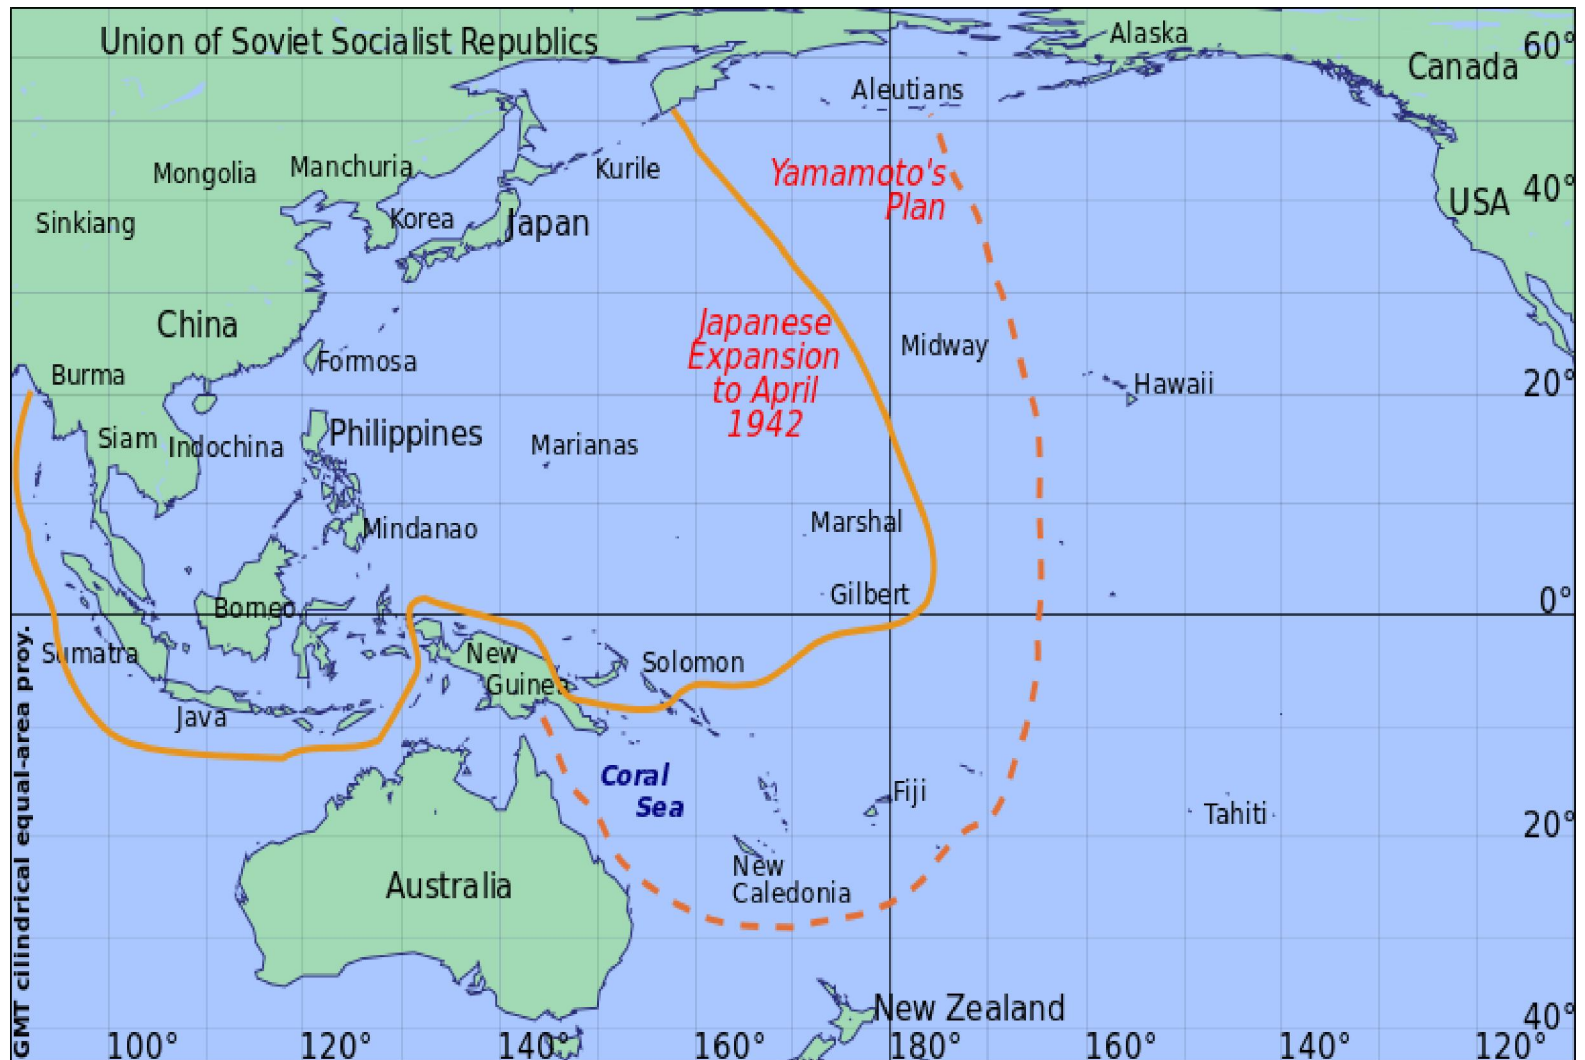 Union of Soviet Socialist Republics
Alaska
60°
Canada
Aleutians
Mongolia
Manchuria
Kurile
Yamamoto's
Plan
40°
USA
Sinkiang
Korea
Japan
China
Japanese
Expansion
to April
1942
Midway
Formosa
Burma
Hawaii
20°
Siam
Indochina
Philippines
Marianas
Mindanao
Marshal
Gilbert
0°
Borneo
Sumatra
New
Guinea
Solomon
Java
Coral
Sea
Fiji
Tahiti
20°
New
Caledonia
Australia
New Zealand
40°
100°
120°
140°
160°
180°
160°
140°
120°
GMT cilindrical equal-area proy.